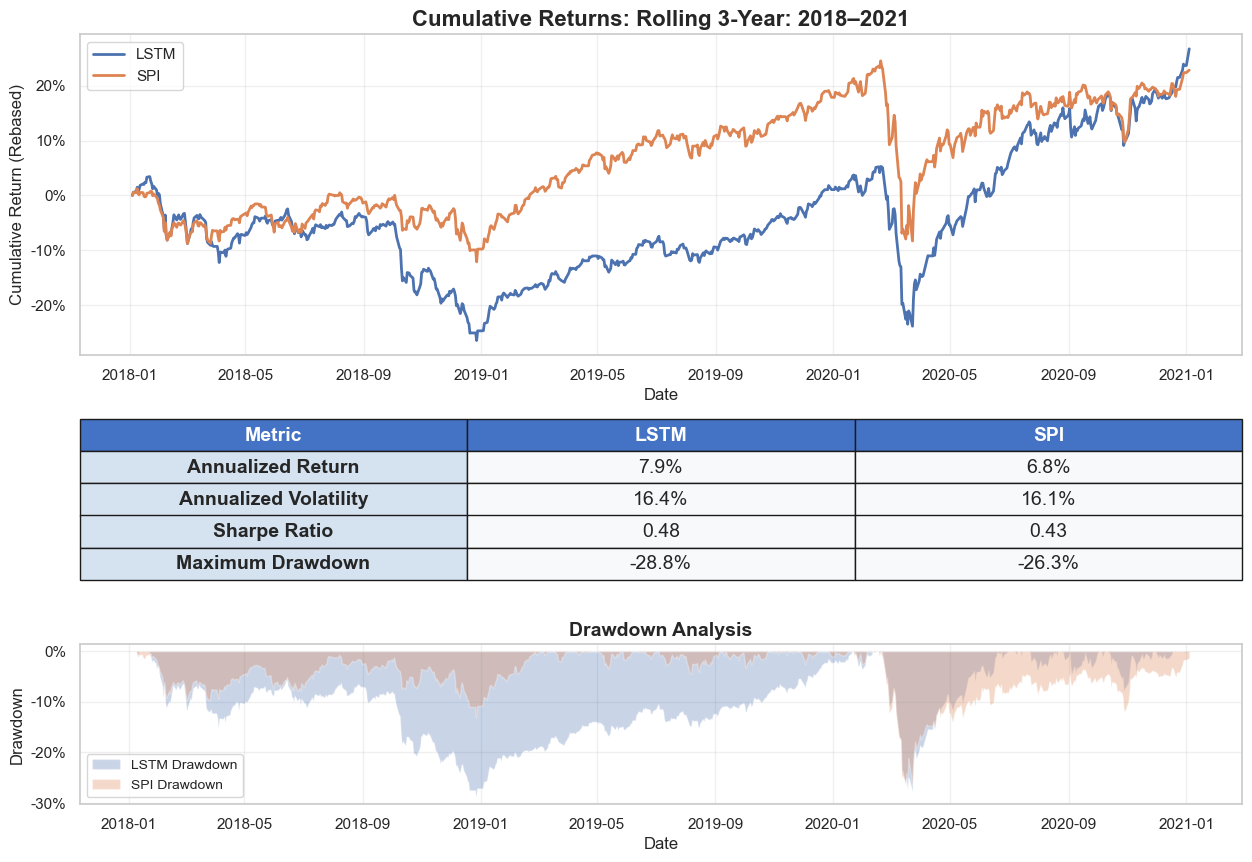 Cumulative Returns: Rolling 3-Year: 2018–2021
LSTM
SPI
Cumulative Return (Rebased)
20%
10%
0%
-10%
-20%
2018-01 2018-05 2018-09 2019-01 2019-05 2019-09 2020-01 2020-05 2020-09 2021-01
Date
Metric LSTM SPI
Annualized Return 7.9% 6.8%
Annualized Volatility 16.4% 16.1%
Sharpe Ratio 0.48 0.43
Maximum Drawdown -28.8% -26.3%
Drawdown Analysis
Drawdown
0%
-10%
-20%
-30%
LSTM Drawdown
SPI Drawdown
2018-01 2018-05 2018-09 2019-01 2019-05 2019-09 2020-01 2020-05 2020-09 2021-01
Date